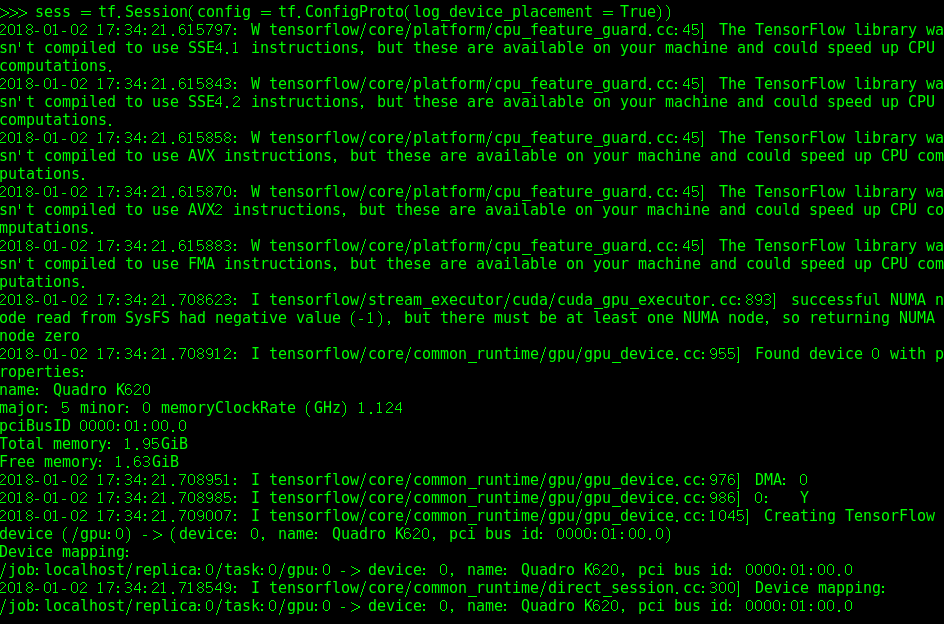 >>> sess = tf.Session(config = tf.ConfigProto(log_device_placement = True))
2018-01-02 17:34:21.615797: W tensorflow/core/platform/cpu_feature_guard.cc:45] The TensorFlow library wa
sn't compiled to use SSE4.1 instructions, but these are available on your machine and could speed up CPU
computations.
2018-01-02 17:34:21.615843: W tensorflow/core/platform/cpu_feature_guard.cc:45] The TensorFlow library wa
sn't compiled to use SSE4.2 instructions, but these are available on your machine and could speed up CPU
computations.
2018-01-02 17:34:21.615858: W tensorflow/core/platform/cpu_feature_guard.cc:45] The TensorFlow library wa
sn't compiled to use AVX instructions, but these are available on your machine and could speed up CPU com
putations.
2018-01-02 17:34:21.615870: W tensorflow/core/platform/cpu_feature_guard.cc:45] The TensorFlow library wa
sn't compiled to use AVX2 instructions, but these are available on your machine and could speed up CPU co
mputations.
2018-01-02 17:34:21.615883: W tensorflow/core/platform/cpu_feature_guard.cc:45] The TensorFlow library wa
sn't compiled to use FMA instructions, but these are available on your machine and could speed up CPU com
putations.
2018-01-02 17:34:21.708623: I tensorflow/stream_executor/cuda/cuda_gpu_executor.cc:893] successful NUMA n
ode read from SysFS had negative value (-1), but there must be at least one NUMA node, so returning NUMA
node zero
2018-01-02 17:34:21.708912: I tensorflow/core/common_runtime/gpu/gpu_device.cc:955] Found device 0 with p
roperties:
name: Quadro K620
major: 5 minor: 0 memoryClockRate (GHz) 1.124
pciBusID 0000:01:00.0
Total memory: 1.95GiB
Free memory: 1.63GiB
2018-01-02 17:34:21.708951: I tensorflow/core/common_runtime/gpu/gpu_device.cc:976] DMA: 0
2018-01-02 17:34:21.708985: I tensorflow/core/common_runtime/gpu/gpu_device.cc:986] 0:   Y
2018-01-02 17:34:21.709007: I tensorflow/core/common_runtime/gpu/gpu_device.cc:1045] Creating TensorFlow
device (/gpu:0) -> (device: 0, name: Quadro K620, pci bus id: 0000:01:00.0)
Device mapping:
/job:localhost/replica:0/task:0/gpu:0 -> device: 0, name: Quadro K620, pci bus id: 0000:01:00.0
2018-01-02 17:34:21.718549: I tensorflow/core/common_runtime/direct_session.cc:300] Device mapping:
/job:localhost/replica:0/task:0/gpu:0 -> device: 0, name: Quadro K620, pci bus id: 0000:01:00.0